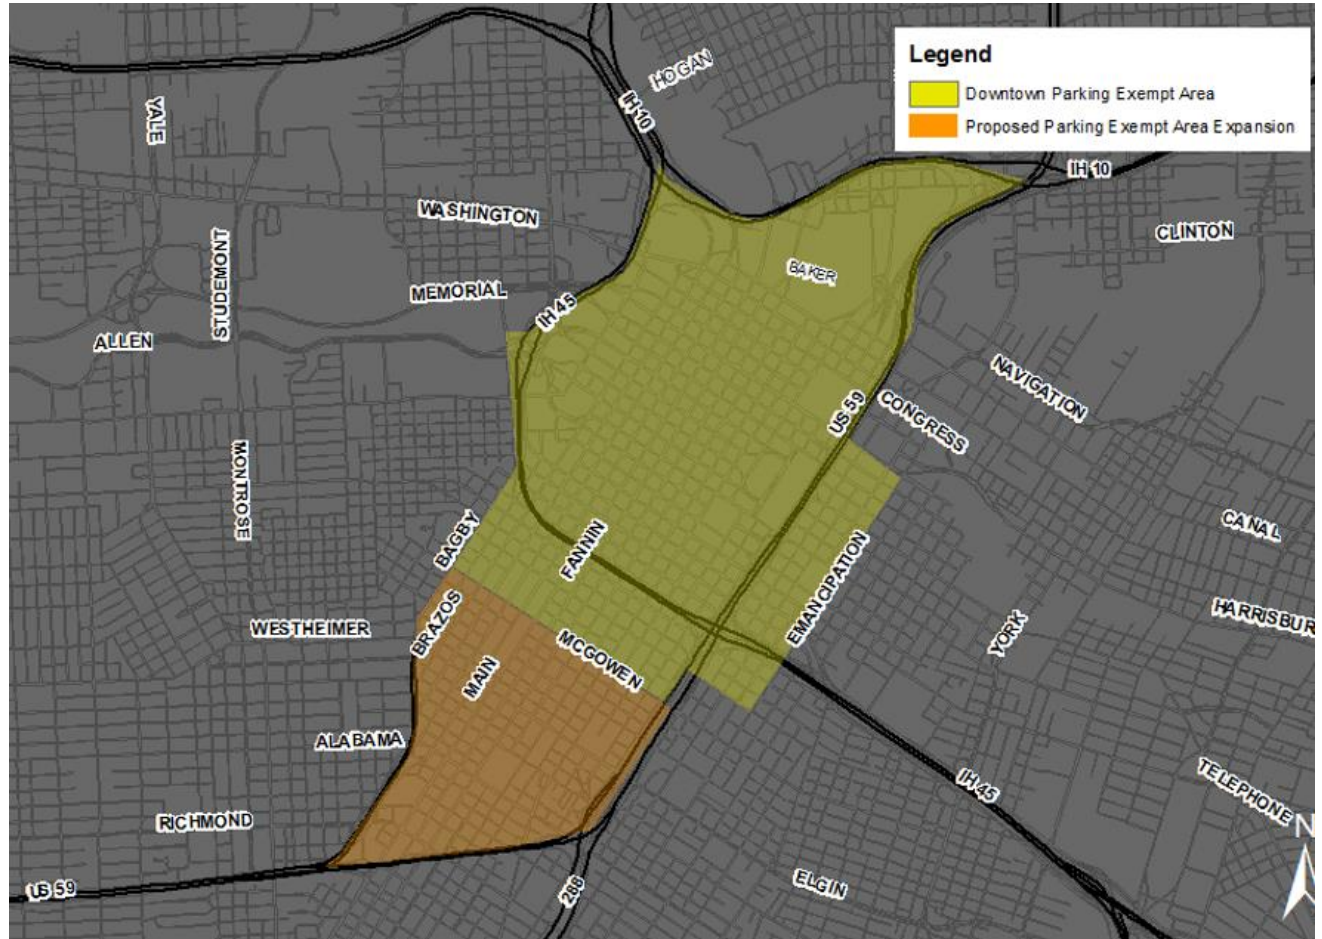 Legend
Downtown Parking Exempt Area
Proposed Parking Exempt Area Expansion
HOGAN
YALE
IH 10
IH 10
WASHINGTON
CLINTON
STUDEMONT
BAKER
MEMORIAL
IH 45
ALLEN
NAVIGATION
US 59
CONGRESS
MONTROSE
CANAL
BAGBY
FANNIN
EMANCIPATION
HARRISBUR
BRAZOS
WESTHEIMER
YORK
MCGOWEN
MAIN
ALABAMA
IH 45
TELEPHONE
RICHMOND
N
US 59
288
ELGIN